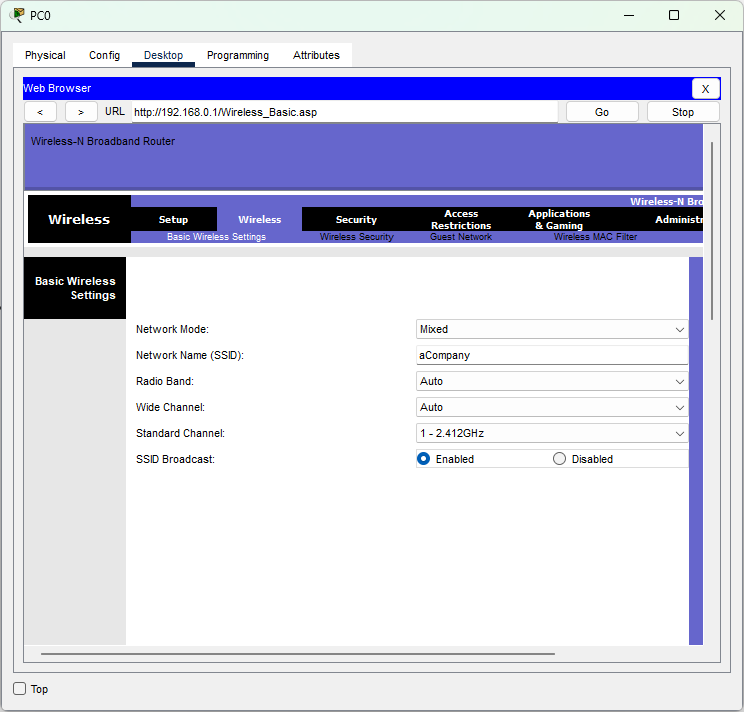 PC0
Physical Config Desktop Programming Attributes
Web Browser X
< > URL http://192.168.0.1/Wireless_Basic.asp Go Stop
Wireless-N Broadband Router
Wireless-N Bro
Wireless Setup Wireless Security Access Restrictions Applications & Gaming Administr
Basic Wireless Settings Wireless Security Guest Network Wireless MAC Filter
Basic Wireless
Settings
Network Mode: Mixed
Network Name (SSID): aCompany
Radio Band: Auto
Wide Channel: Auto
Standard Channel: 1 - 2.412GHz
SSID Broadcast: Enabled Disabled
Top